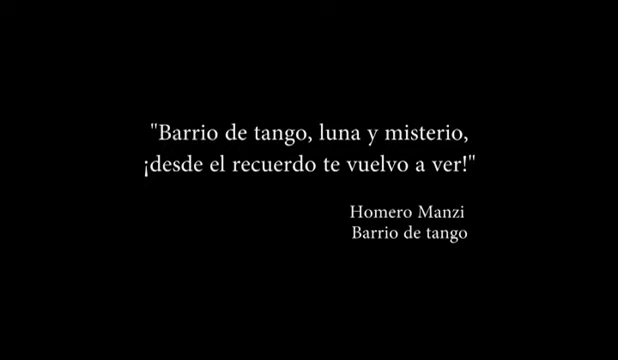 "Barrio de tango, luna y misterio,
¡desde el recuerdo te vuelvo a ver!"
Homero Manzi
Barrio de tango